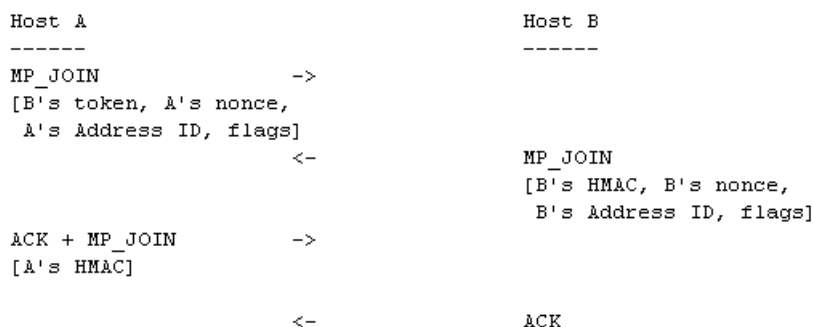 Host A                                  Host B
------                                  ------
MP_JOIN               ->
[B's token, A's nonce,
 A's Address ID, flags]
                      <-                MP_JOIN
                                        [B's HMAC, B's nonce,
                                         B's Address ID, flags]
ACK + MP_JOIN         ->
[A's HMAC]

                      <-                ACK